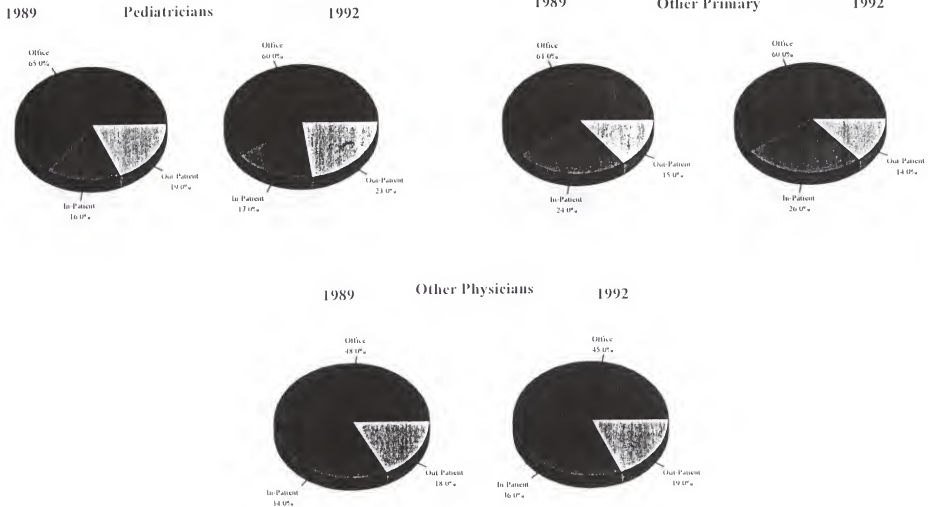 1989
Pediatricians
1992
Office
65.0%
Out-Patient
19.0%
In-Patient
16.0%
Office
60.0%
Out-Patient
23.0%
In-Patient
17.0%
1989
Other Primary
1992
Office
61.0%
Out-Patient
15.0%
In-Patient
24.0%
Office
60.0%
Out-Patient
14.0%
In-Patient
26.0%
1989
Other Physicians
1992
Office
48.0%
Out-Patient
18.0%
In-Patient
34.0%
Office
45.0%
Out-Patient
19.0%
In-Patient
36.0%